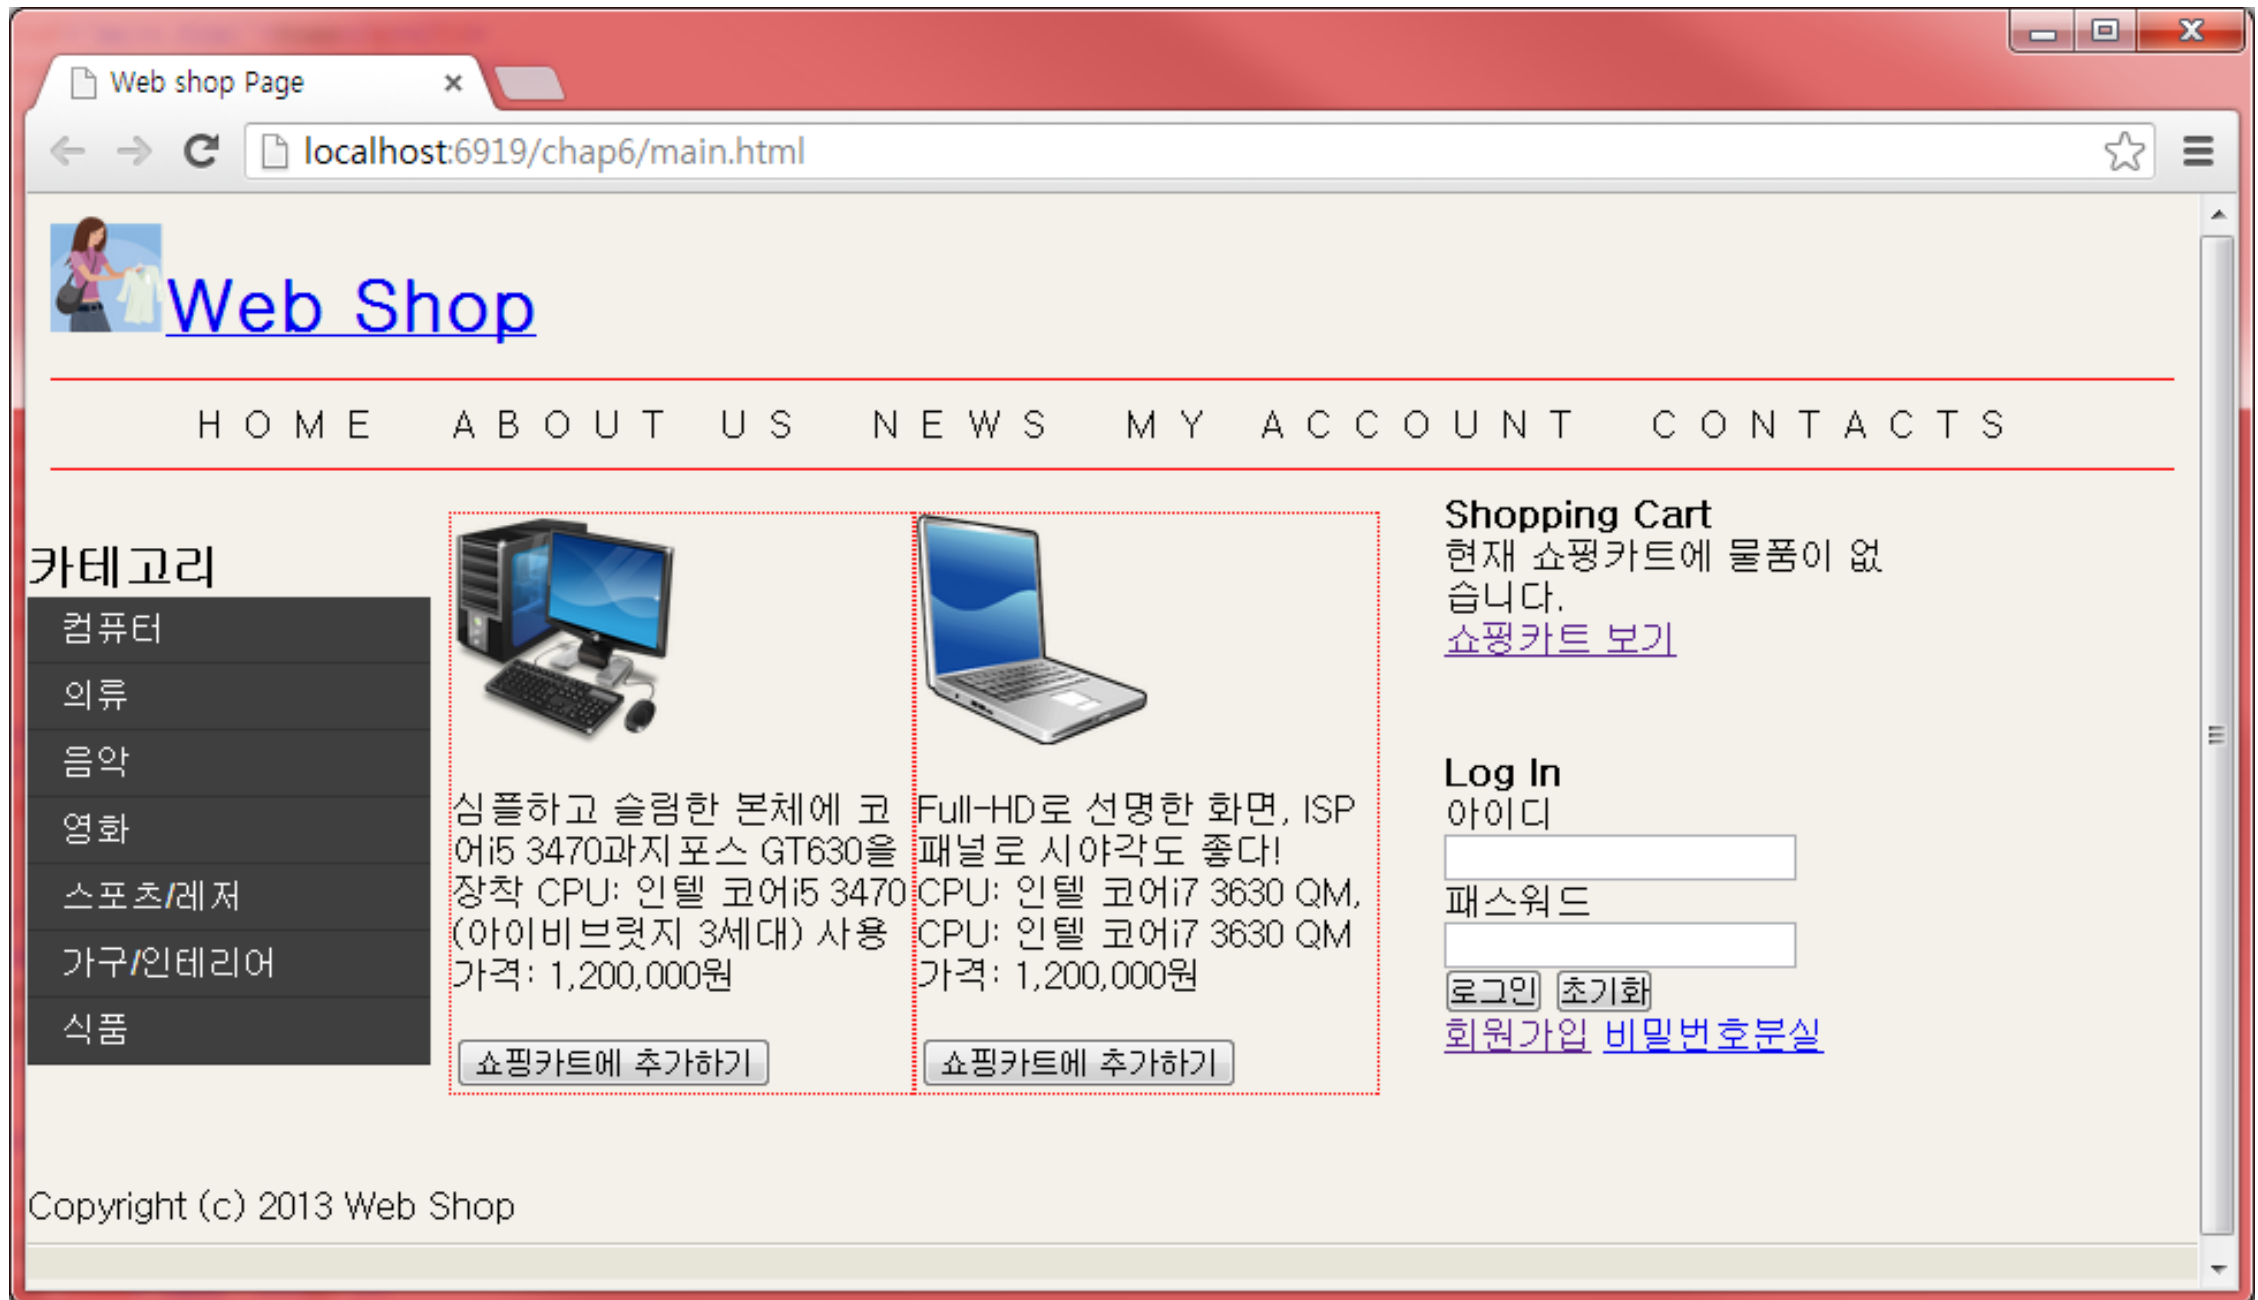 Web shop Page
localhost:6919/chap6/main.html
Web Shop
HOME ABOUT US NEWS MY ACCOUNT CONTACTS
카테고리
컴퓨터
의류
음악
영화
스포츠/레저
가구/인테리어
식품
심플하고 슬림한 본체에 코
어i5 3470과지포스 GT630을
장착 CPU: 인텔 코어i5 3470
(아이비브릿지 3세대) 사용
가격: 1,200,000원
쇼핑카트에 추가하기
Full-HD로 선명한 화면, ISP
패널로 시야각도 좋다!
CPU: 인텔 코어i7 3630 QM,
CPU: 인텔 코어i7 3630 QM
가격: 1,200,000원
쇼핑카트에 추가하기
Shopping Cart
현재 쇼핑카트에 물품이 없
습니다.
쇼핑카트 보기
Log In
아이디
패스워드
로그인 초기화
회원가입 비밀번호분실
Copyright (c) 2013 Web Shop